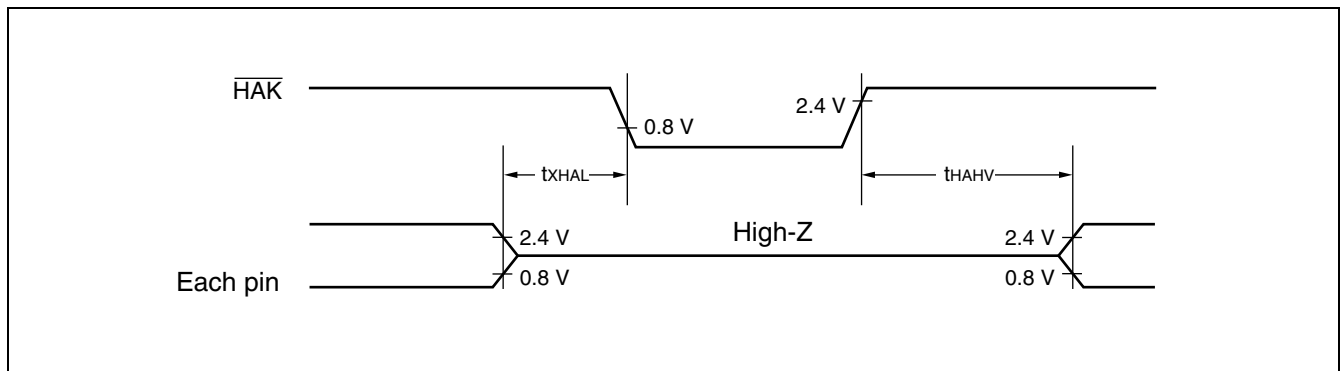 HAK
2.4 V
0.8 V
tXHAL
tHAHV
2.4 V
High-Z
2.4 V
Each pin
0.8 V
0.8 V